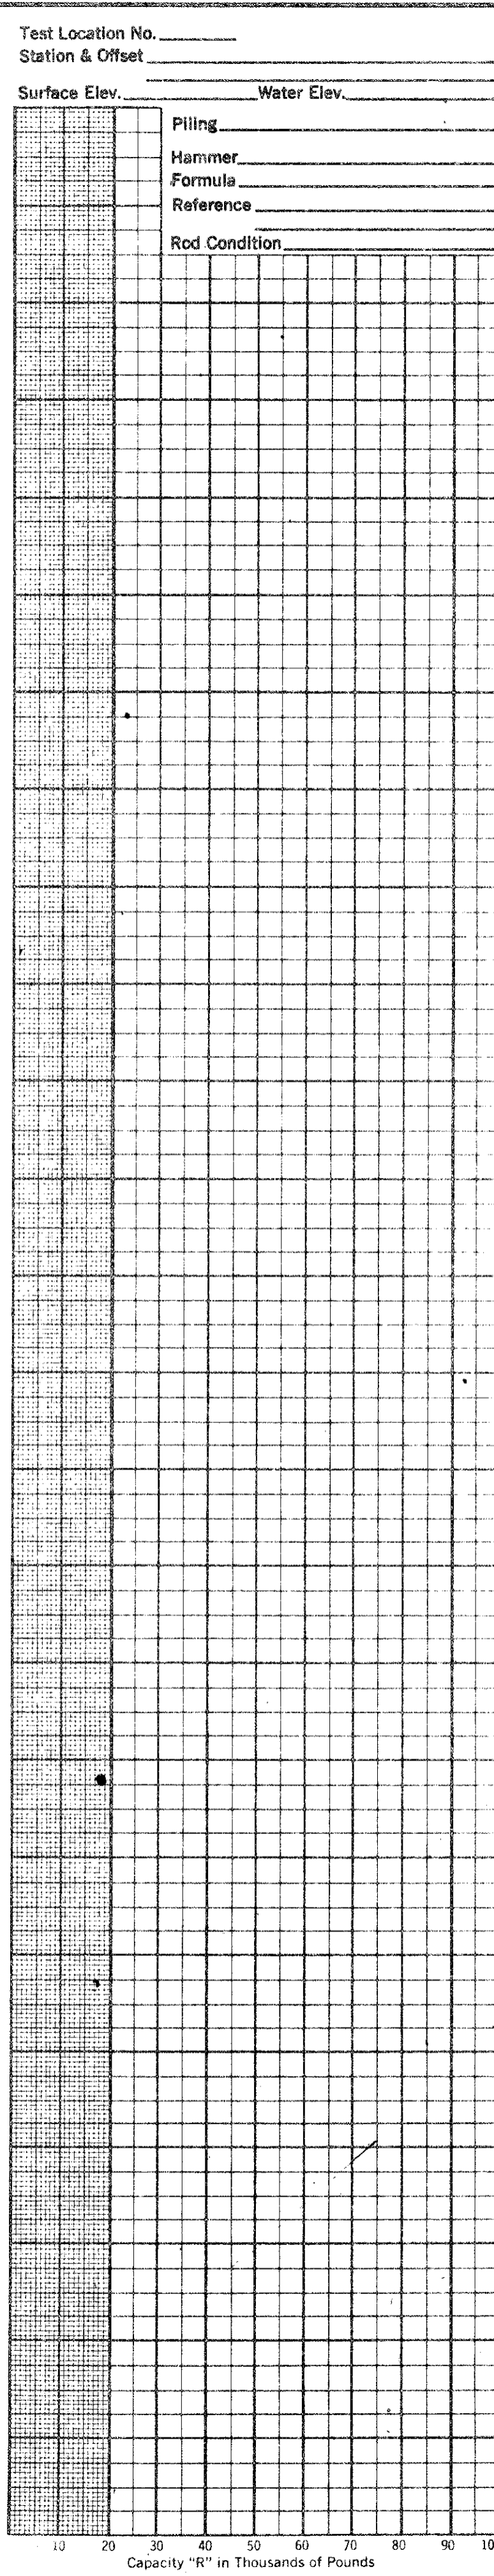 Test Location No.
Station & Offset
Surface Elev. Water Elev.
Piling
Hammer
Formula
Reference
Rod Condition
10 20 30 40 50 60 70 80 90 10
Capacity "R" in Thousands of Pounds